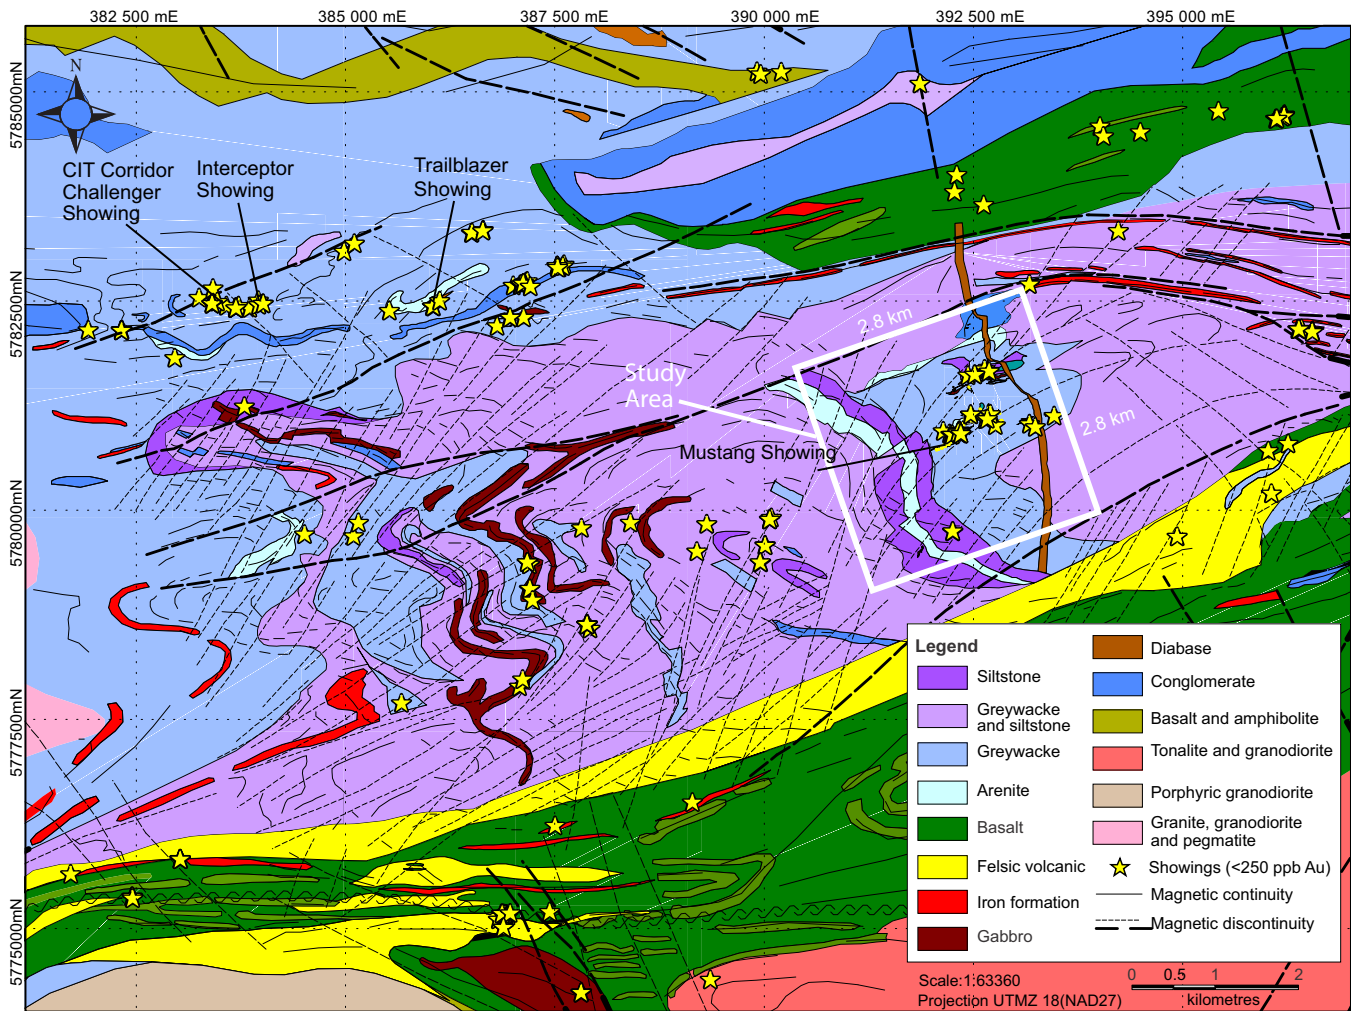 382 500 mE
385 000 mE
387 500 mE
390 000 mE
392 500 mE
395 000 mE
5785000mN
5782500mN
5780000mN
5777500mN
5775000mN
N
CIT Corridor
Challenger
Showing
Interceptor
Showing
Trailblazer
Showing
2.8 km
Study
Area
2.8 km
Mustang Showing
Legend
Siltstone
Greywacke
and siltstone
Greywacke
Arenite
Basalt
Felsic volcanic
Iron formation
Gabbro
Diabase
Conglomerate
Basalt and amphibolite
Tonalite and granodiorite
Porphyric granodiorite
Granite, granodiorite
and pegmatite
Showings (<250 ppb Au)
Magnetic continuity
Magnetic discontinuity
Scale:1:63360
Projection UTMZ 18(NAD27)
0 0.5 1 2
kilometres